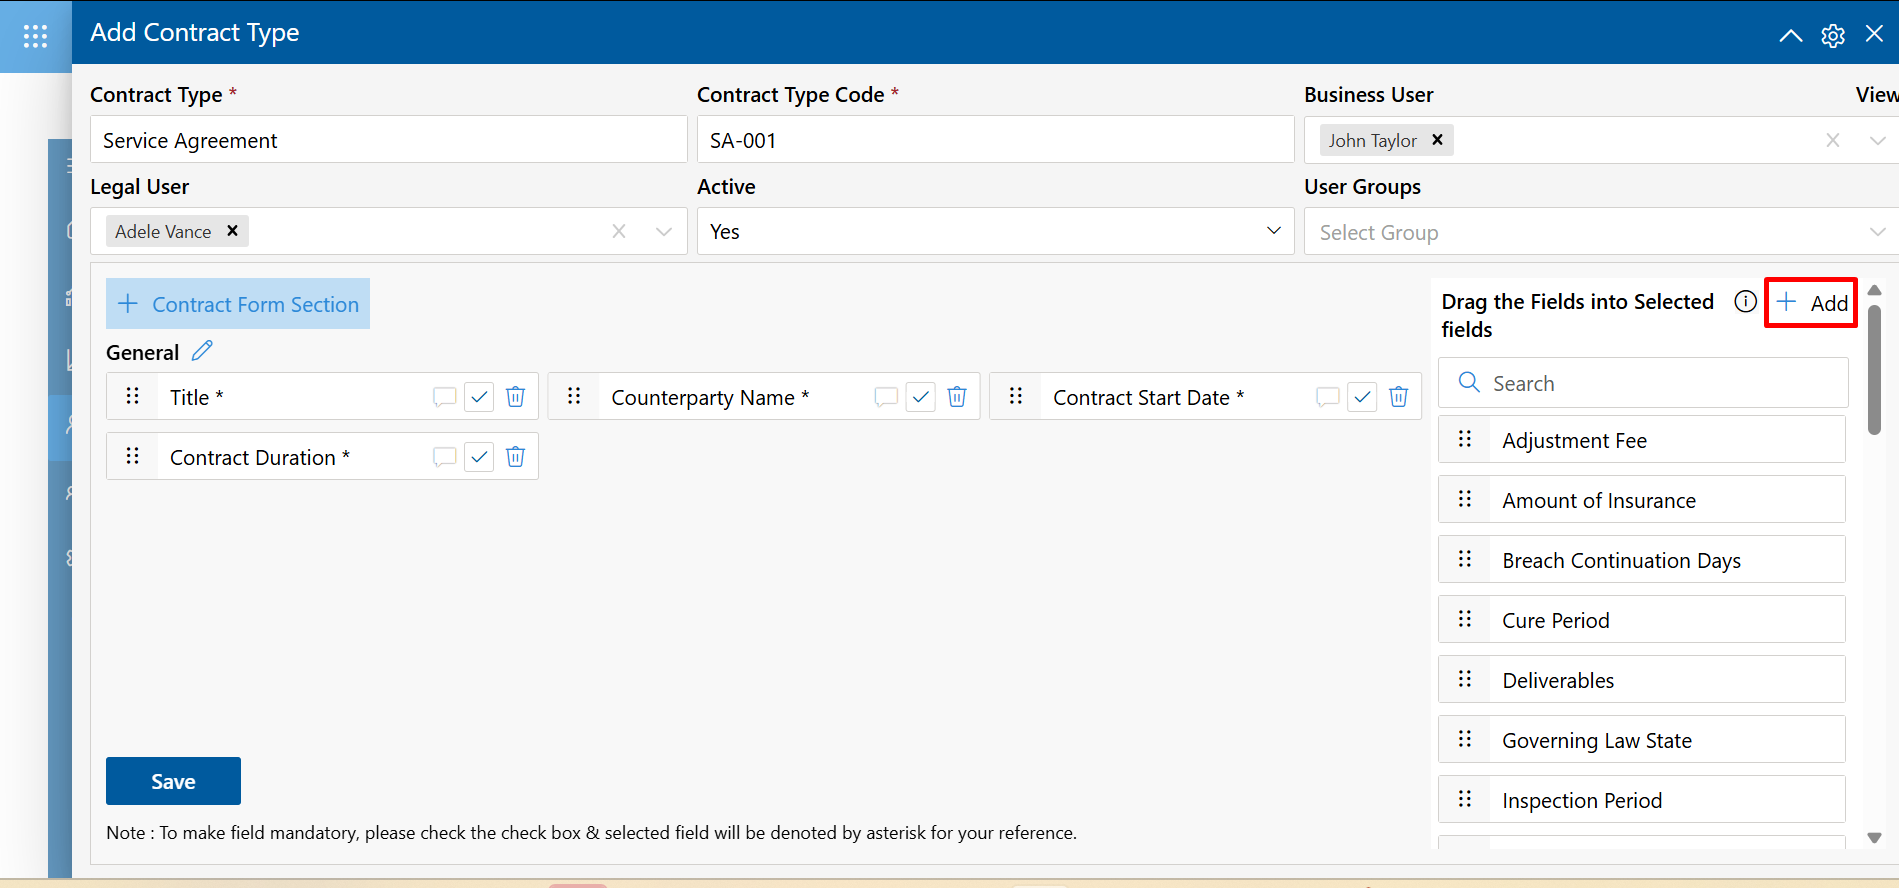 Add Contract Type
Contract Type *
Contract Type Code *
Business User
View
Service Agreement
SA-001
John Taylor
Legal User
Active
User Groups
Adele Vance
Yes
Select Group
+ Contract Form Section
Drag the Fields into Selected fields
+ Add
General
Title *
Counterparty Name *
Contract Start Date *
Contract Duration *
Search
Adjustment Fee
Amount of Insurance
Breach Continuation Days
Cure Period
Deliverables
Governing Law State
Inspection Period
Save
Note : To make field mandatory, please check the check box & selected field will be denoted by asterisk for your reference.